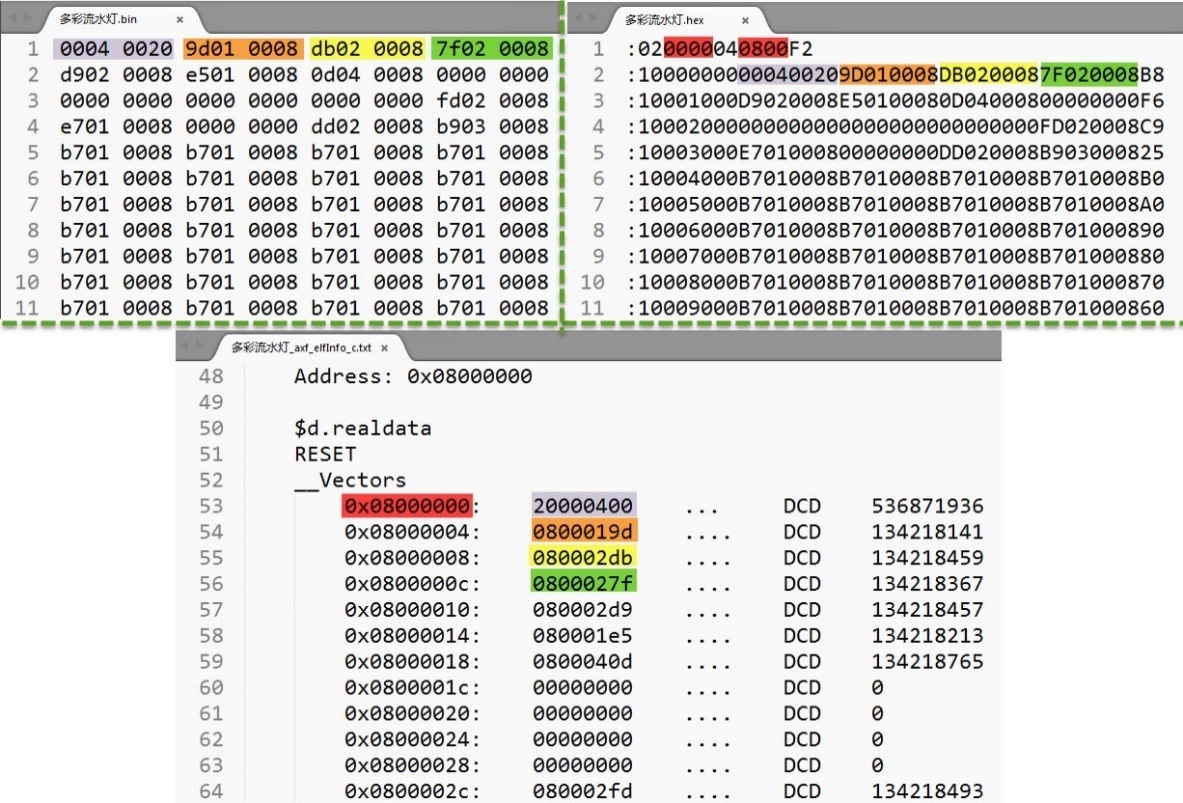 多彩流水灯.bin ×
1 0004 0020 9d01 0008 db02 0008 7f02 0008
2 d902 0008 e501 0008 0d04 0008 0000 0000
3 0000 0000 0000 0000 0000 0000 fd02 0008
4 e701 0008 0000 0000 dd02 0008 b903 0008
5 b701 0008 b701 0008 b701 0008 b701 0008
6 b701 0008 b701 0008 b701 0008 b701 0008
7 b701 0008 b701 0008 b701 0008 b701 0008
8 b701 0008 b701 0008 b701 0008 b701 0008
9 b701 0008 b701 0008 b701 0008 b701 0008
10 b701 0008 b701 0008 b701 0008 b701 0008
11 b701 0008 b701 0008 b701 0008 b701 0008
多彩流水灯.hex ×
1 :020000040800F2
2 :10000000000400209D010008DB0200087F020008B8
3 :10001000D9020008E50100080D04000800000000F6
4 :10002000000000000000000000000000FD020008C9
5 :10003000E701000800000000DD020008B903000825
6 :10004000B7010008B7010008B7010008B7010008B0
7 :10005000B7010008B7010008B7010008B7010008A0
8 :10006000B7010008B7010008B7010008B701000890
9 :10007000B7010008B7010008B7010008B701000880
10 :10008000B7010008B7010008B7010008B701000870
11 :10009000B7010008B7010008B7010008B701000860
多彩流水灯_axf_elfInfo_c.txt ×
48 Address: 0x08000000
49
50 $d.realdata
51 RESET
52 __Vectors
53 0x08000000: 20000400 ... DCD 536871936
54 0x08000004: 0800019d .... DCD 134218141
55 0x08000008: 080002db .... DCD 134218459
56 0x0800000c: 0800027f .... DCD 134218367
57 0x08000010: 080002d9 .... DCD 134218457
58 0x08000014: 080001e5 .... DCD 134218213
59 0x08000018: 0800040d .... DCD 134218765
60 0x0800001c: 00000000 .... DCD 0
61 0x08000020: 00000000 .... DCD 0
62 0x08000024: 00000000 .... DCD 0
63 0x08000028: 00000000 .... DCD 0
64 0x0800002c: 080002fd .... DCD 134218493